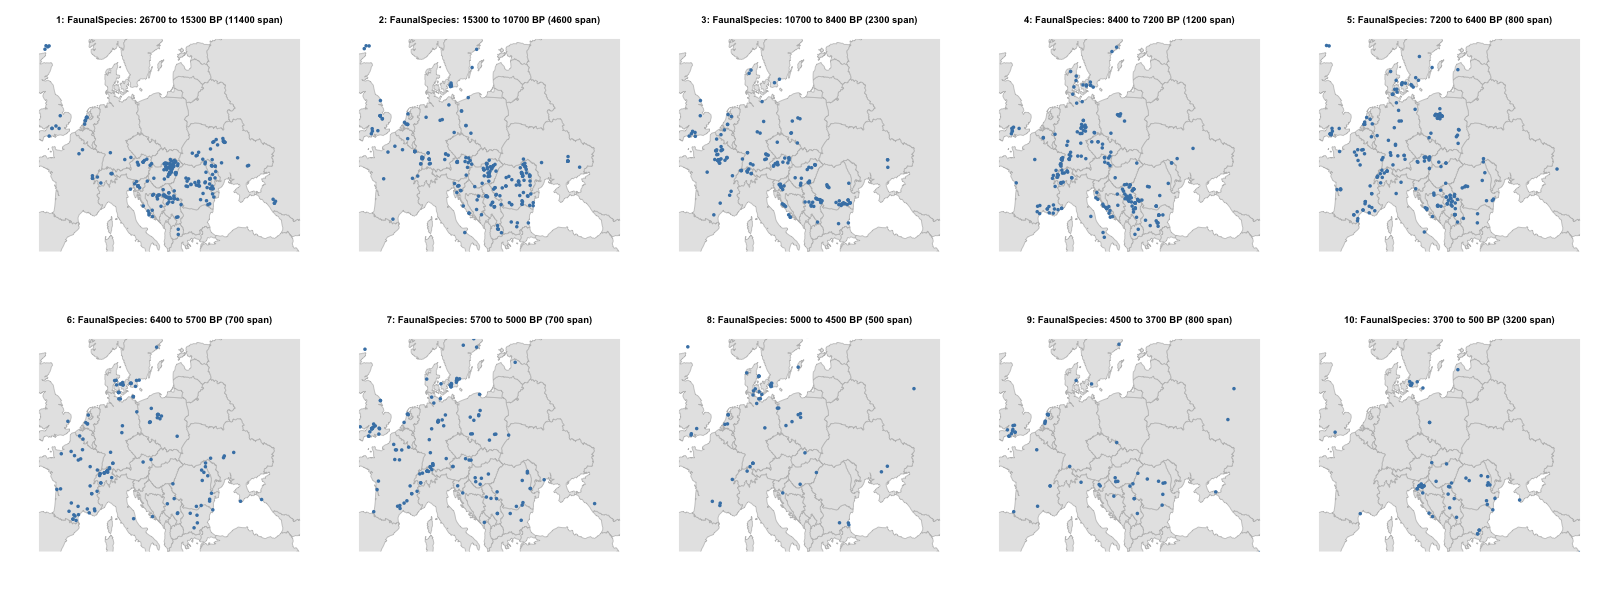 1: FaunalSpecies: 26700 to 15300 BP (11400 span)
2: FaunalSpecies: 15300 to 10700 BP (4600 span)
3: FaunalSpecies: 10700 to 8400 BP (2300 span)
4: FaunalSpecies: 8400 to 7200 BP (1200 span)
5: FaunalSpecies: 7200 to 6400 BP (800 span)
6: FaunalSpecies: 6400 to 5700 BP (700 span)
7: FaunalSpecies: 5700 to 5000 BP (700 span)
8: FaunalSpecies: 5000 to 4500 BP (500 span)
9: FaunalSpecies: 4500 to 3700 BP (800 span)
10: FaunalSpecies: 3700 to 500 BP (3200 span)